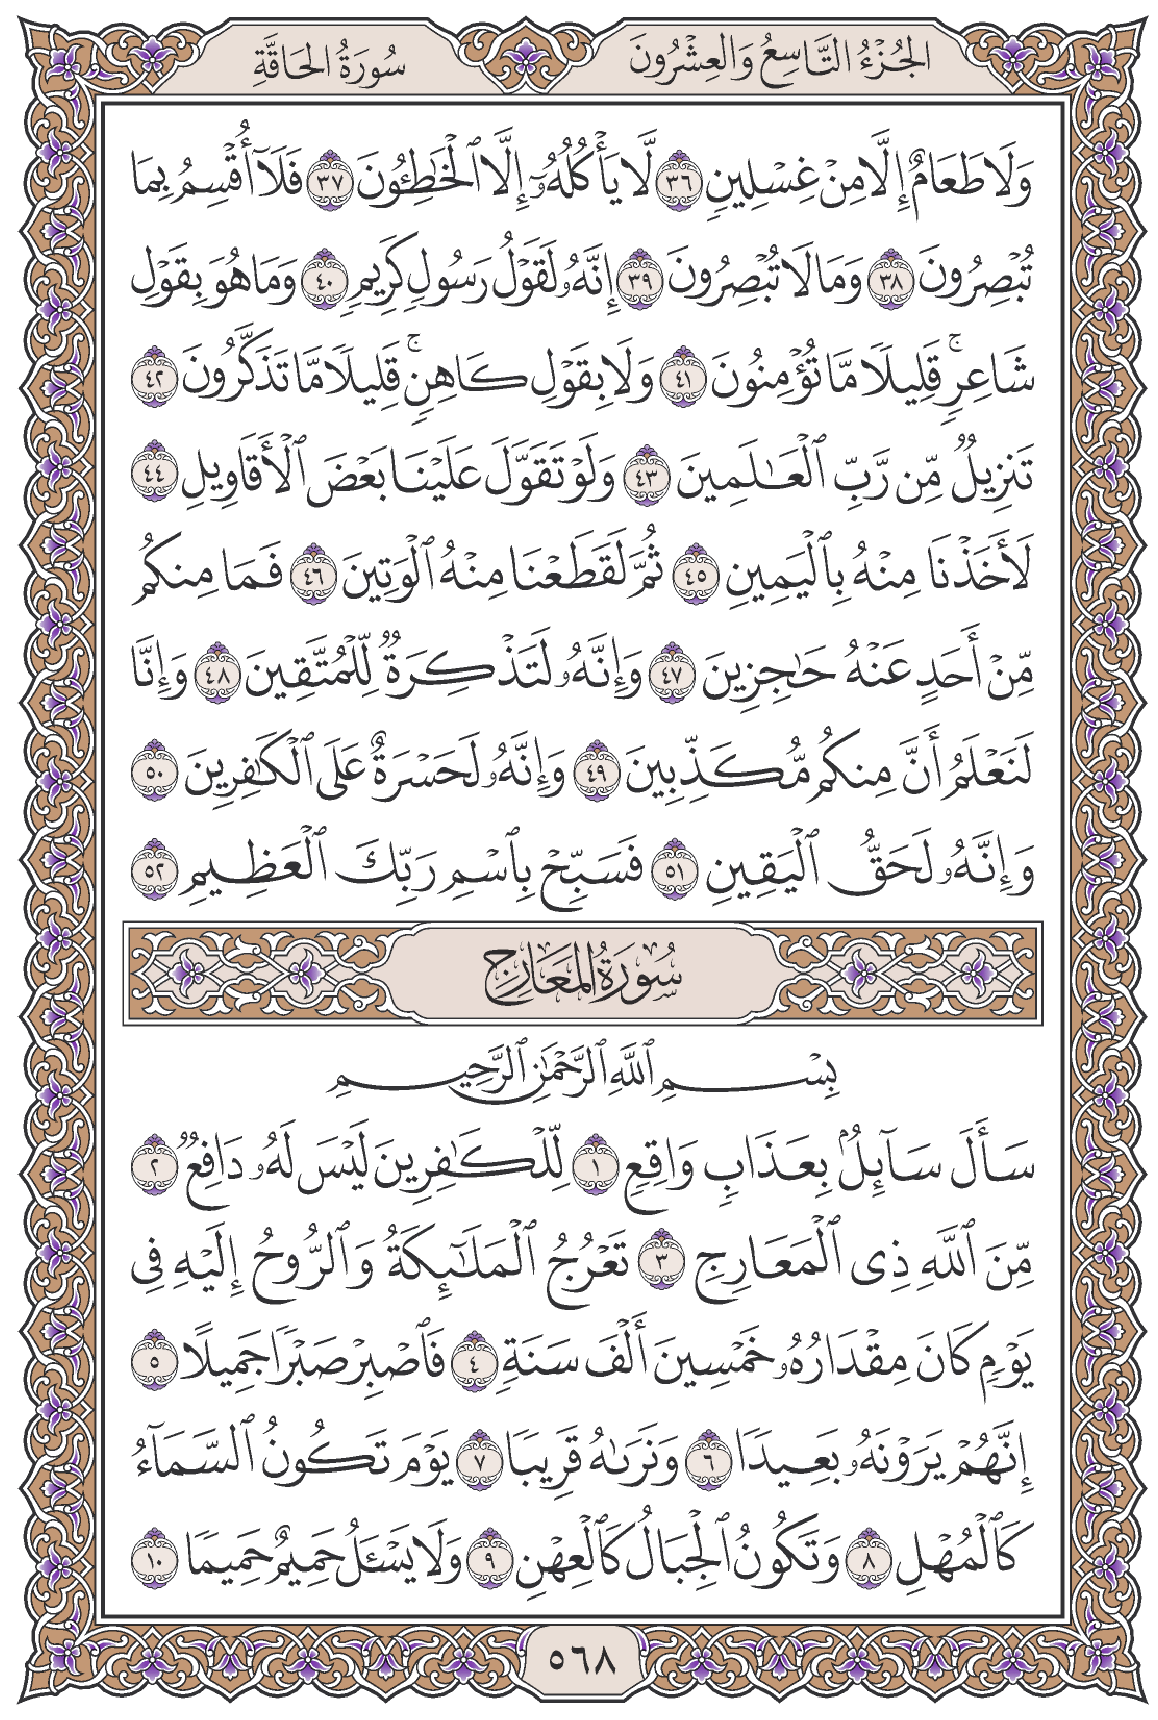 الجُزْءُ التَّاسِعُ وَالعِشْرُونَ
سُورَةُ الحَاقَّةِ
وَلَا طَعَامٌ إِلَّا مِنۡ غِسۡلِينٖ ٣٦ لَّا يَأۡكُلُهُۥٓ إِلَّا ٱلۡخَٰطِـُٔونَ ٣٧ فَلَآ أُقۡسِمُ بِمَا
تُبۡصِرُونَ ٣٨ وَمَا لَا تُبۡصِرُونَ ٣٩ إِنَّهُۥ لَقَوۡلُ رَسُولٖ كَرِيمٖ ٤٠ وَمَا هُوَ بِقَوۡلِ
شَاعِرٖۚ قَلِيلٗا مَّا تُؤۡمِنُونَ ٤١ وَلَا بِقَوۡلِ كَاهِنٖۚ قَلِيلٗا مَّا تَذَكَّرُونَ ٤٢
تَنزِيلٞ مِّن رَّبِّ ٱلۡعَٰلَمِينَ ٤٣ وَلَوۡ تَقَوَّلَ عَلَيۡنَا بَعۡضَ ٱلۡأَقَاوِيلِ ٤٤
لَأَخَذۡنَا مِنۡهُ بِٱلۡيَمِينِ ٤٥ ثُمَّ لَقَطَعۡنَا مِنۡهُ ٱلۡوَتِينَ ٤٦ فَمَا مِنكُم
مِّنۡ أَحَدٍ عَنۡهُ حَٰجِزِينَ ٤٧ وَإِنَّهُۥ لَتَذۡكِرَةٞ لِّلۡمُتَّقِينَ ٤٨ وَإِنَّا
لَنَعۡلَمُ أَنَّ مِنكُم مُّكَذِّبِينَ ٤٩ وَإِنَّهُۥ لَحَسۡرَةٌ عَلَى ٱلۡكَٰفِرِينَ ٥٠
وَإِنَّهُۥ لَحَقُّ ٱلۡيَقِينِ ٥١ فَسَبِّحۡ بِٱسۡمِ رَبِّكَ ٱلۡعَظِيمِ ٥٢
سُورَةُ المَعَارِجِ
بِسۡمِ ٱللَّهِ ٱلرَّحۡمَٰنِ ٱلرَّحِيمِ
سَأَلَ سَآئِلُۢ بِعَذَابٖ وَاقِعٖ ١ لِّلۡكَٰفِرِينَ لَيۡسَ لَهُۥ دَافِعٞ ٢
مِّنَ ٱللَّهِ ذِي ٱلۡمَعَارِجِ ٣ تَعۡرُجُ ٱلۡمَلَٰٓئِكَةُ وَٱلرُّوحُ إِلَيۡهِ فِي
يَوۡمٖ كَانَ مِقۡدَارُهُۥ خَمۡسِينَ أَلۡفَ سَنَةٖ ٤ فَٱصۡبِرۡ صَبۡرٗا جَمِيلًا ٥
إِنَّهُمۡ يَرَوۡنَهُۥ بَعِيدٗا ٦ وَنَرَىٰهُ قَرِيبٗا ٧ يَوۡمَ تَكُونُ ٱلسَّمَآءُ
كَٱلۡمُهۡلِ ٨ وَتَكُونُ ٱلۡجِبَالُ كَٱلۡعِهۡنِ ٩ وَلَا يَسۡـَٔلُ حَمِيمٌ حَمِيمٗا ١٠
٥٦٨